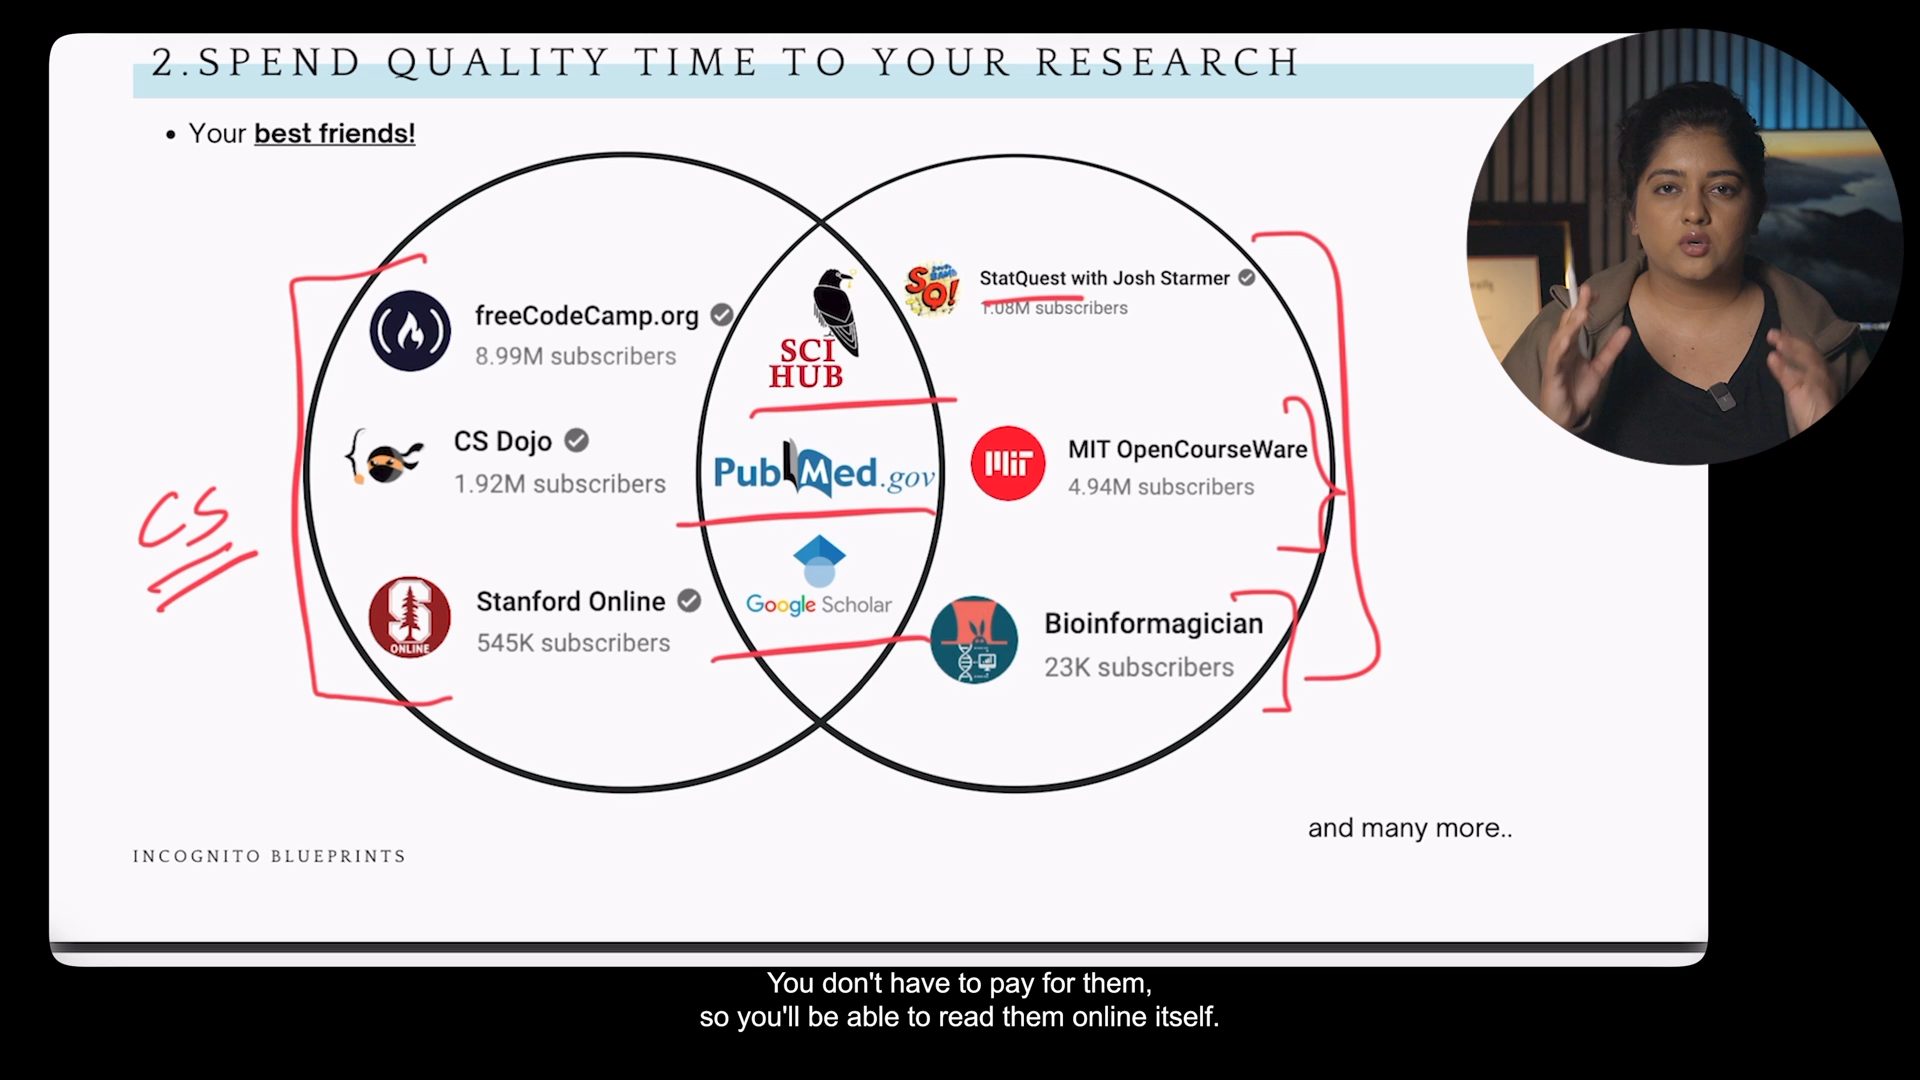 2.SPEND QUALITY TIME TO YOUR RESEARCH
• Your best friends!
freeCodeCamp.org
8.99M subscribers
CS Dojo
1.92M subscribers
Stanford Online
545K subscribers
ONLINE
CS
SCI
HUB
PubMed.gov
Google Scholar
SQ!
StatQuest with Josh Starmer
1.08M subscribers
MIT
MIT OpenCourseWare
4.94M subscribers
Bioinformagician
23K subscribers
and many more..
INCOGNITO BLUEPRINTS
You don't have to pay for them,
so you'll be able to read them online itself.